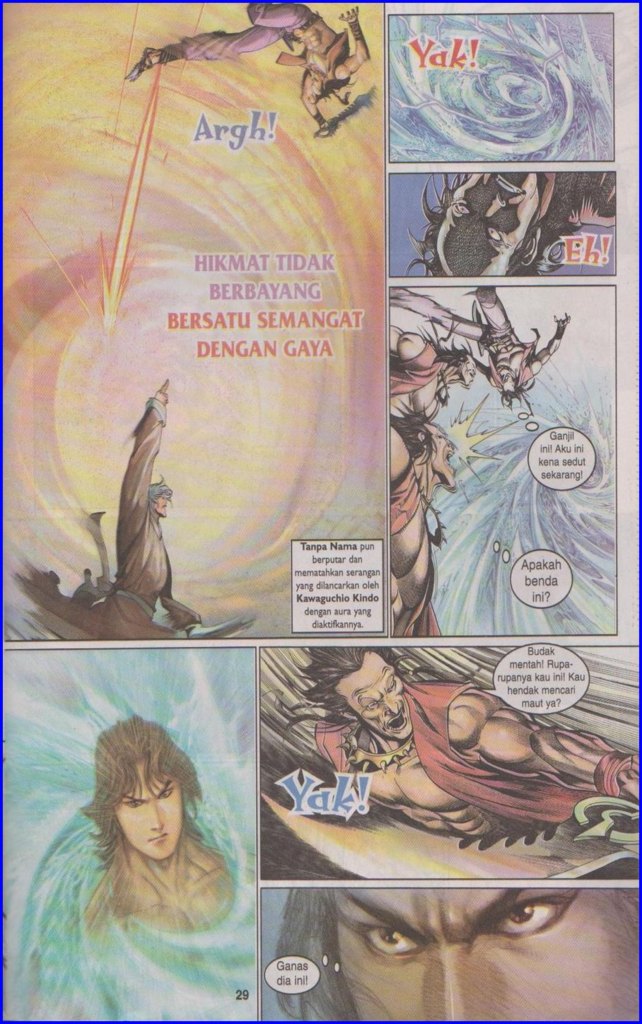 Argh!
HIKMAT TIDAK
BERBAYANG
BERSATU SEMANGAT
DENGAN GAYA
Tanpa Nama pun
berputar dan
mematahkan serangan
yang dilancarkan oleh
Kawaguchio Kindo
dengan aura yang
diaktifkannya.
Yak!
Eh!
Ganjil
ini! Aku ini
kena sedut
sekarang!
Apakah
benda
ini?
Budak
mentah! Rupa-
rupanya kau ini! Kau
hendak mencari
maut ya?
Yak!
Ganas
dia ini!
29